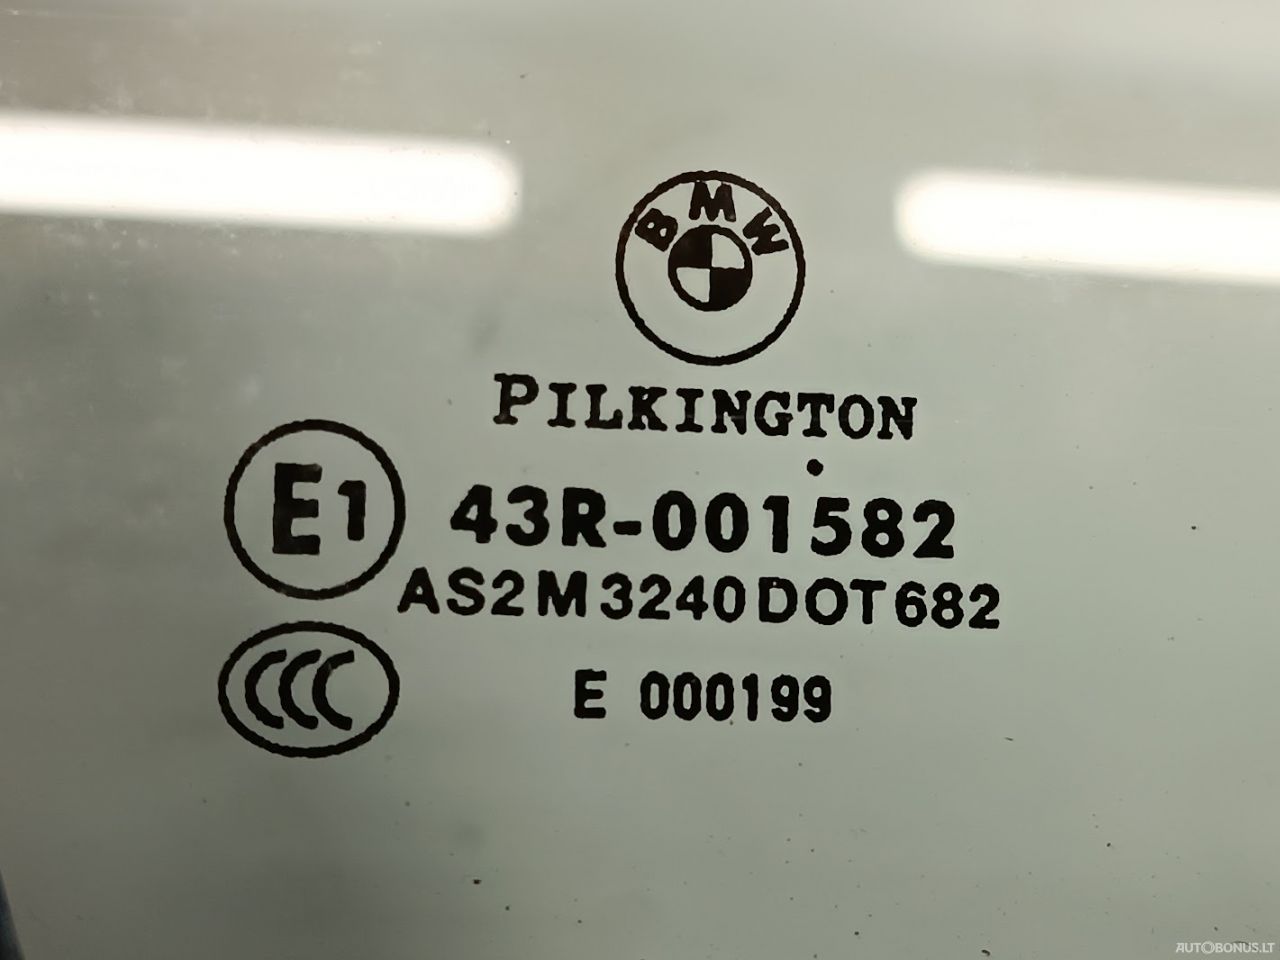 BMW
PILKINGTON
E1 43R-001582
AS2M3240DOT682
CCC
E 000199
AUTOBONUS.LT